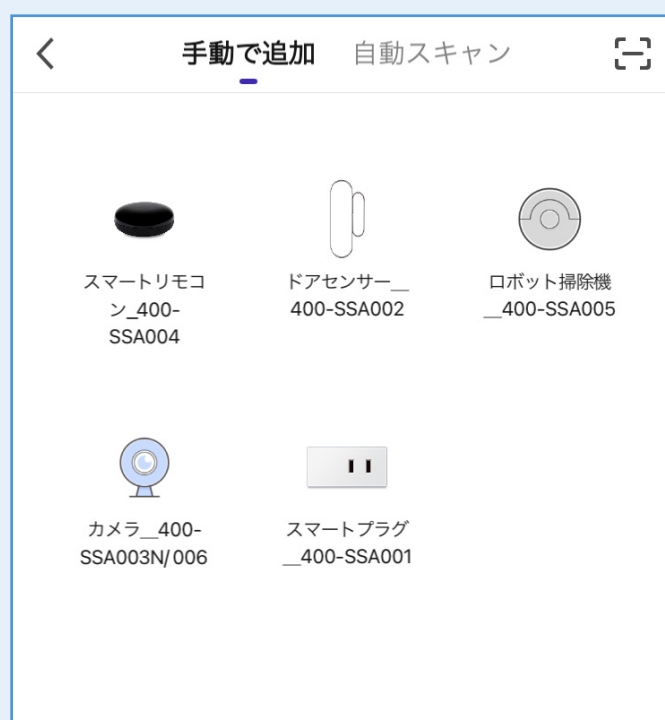 手動で追加 自動スキャン
スマートリモコ
ン_400-
SSA004
ドアセンサー__
400-SSA002
ロボット掃除機
__400-SSA005
カメラ__400-
SSA003N/006
スマートプラグ
__400-SSA001